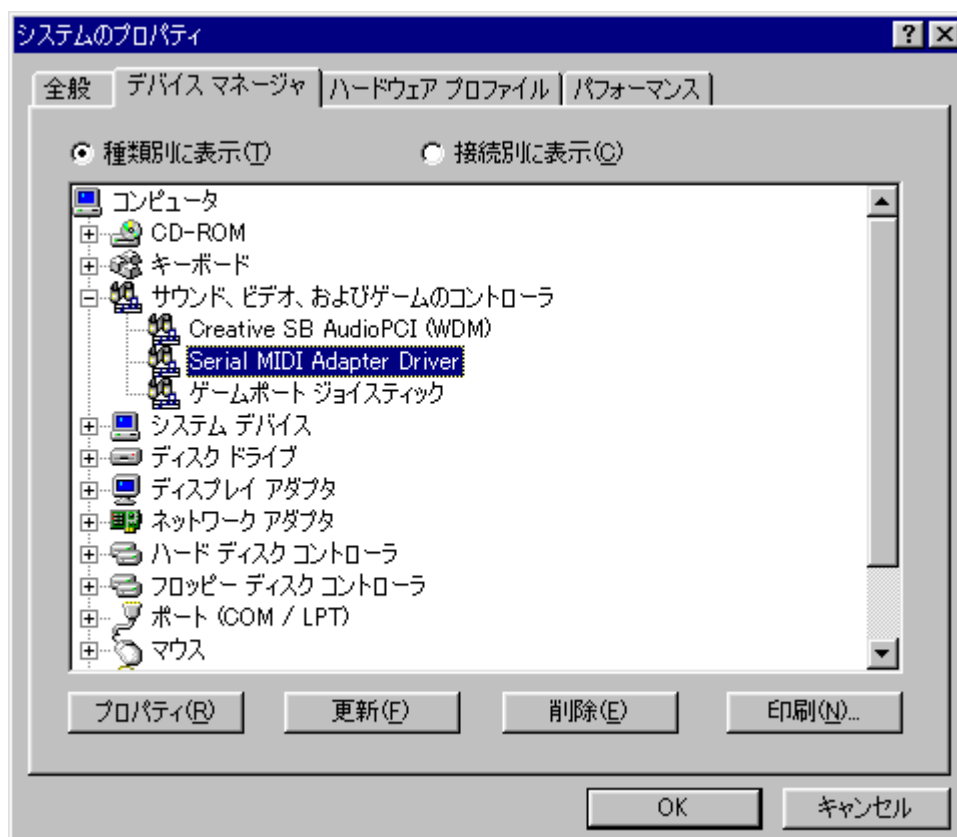 システムのプロパティ
全般 デバイス マネージャ ハードウェア プロファイル パフォーマンス
種類別に表示(T) 接続別に表示(C)
コンピュータ
CD-ROM
キーボード
サウンド、ビデオ、およびゲームのコントローラ
Creative SB AudioPCI (WDM)
Serial MIDI Adapter Driver
ゲームポート ジョイスティック
システム デバイス
ディスク ドライブ
ディスプレイ アダプタ
ネットワーク アダプタ
ハード ディスク コントローラ
フロッピー ディスク コントローラ
ポート (COM / LPT)
マウス
プロパティ(R) 更新(F) 削除(E) 印刷(N)...
OK キャンセル